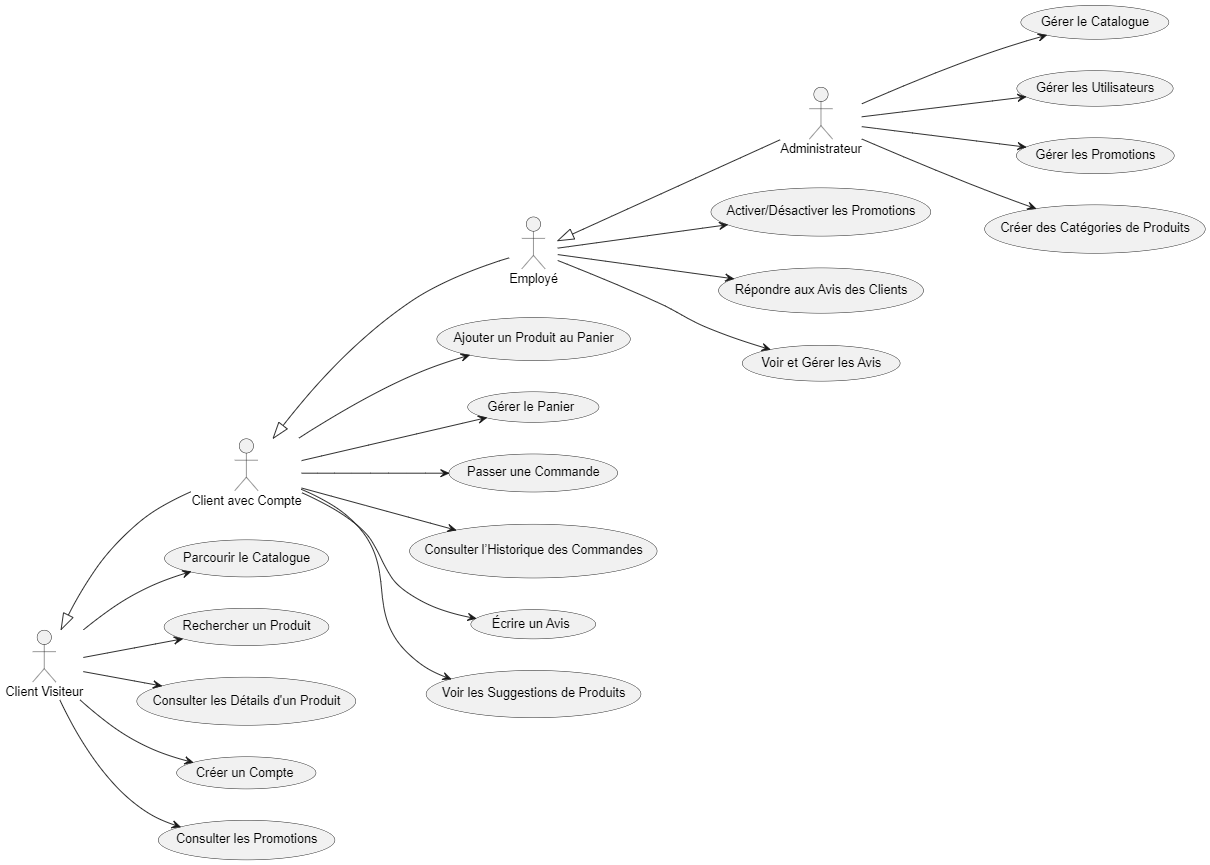 Gérer le Catalogue
Gérer les Utilisateurs
Administrateur
Gérer les Promotions
Activer/Désactiver les Promotions
Créer des Catégories de Produits
Employé
Répondre aux Avis des Clients
Ajouter un Produit au Panier
Voir et Gérer les Avis
Gérer le Panier
Passer une Commande
Client avec Compte
Consulter l'Historique des Commandes
Parcourir le Catalogue
Écrire un Avis
Rechercher un Produit
Client Visiteur
Voir les Suggestions de Produits
Consulter les Détails d'un Produit
Créer un Compte
Consulter les Promotions